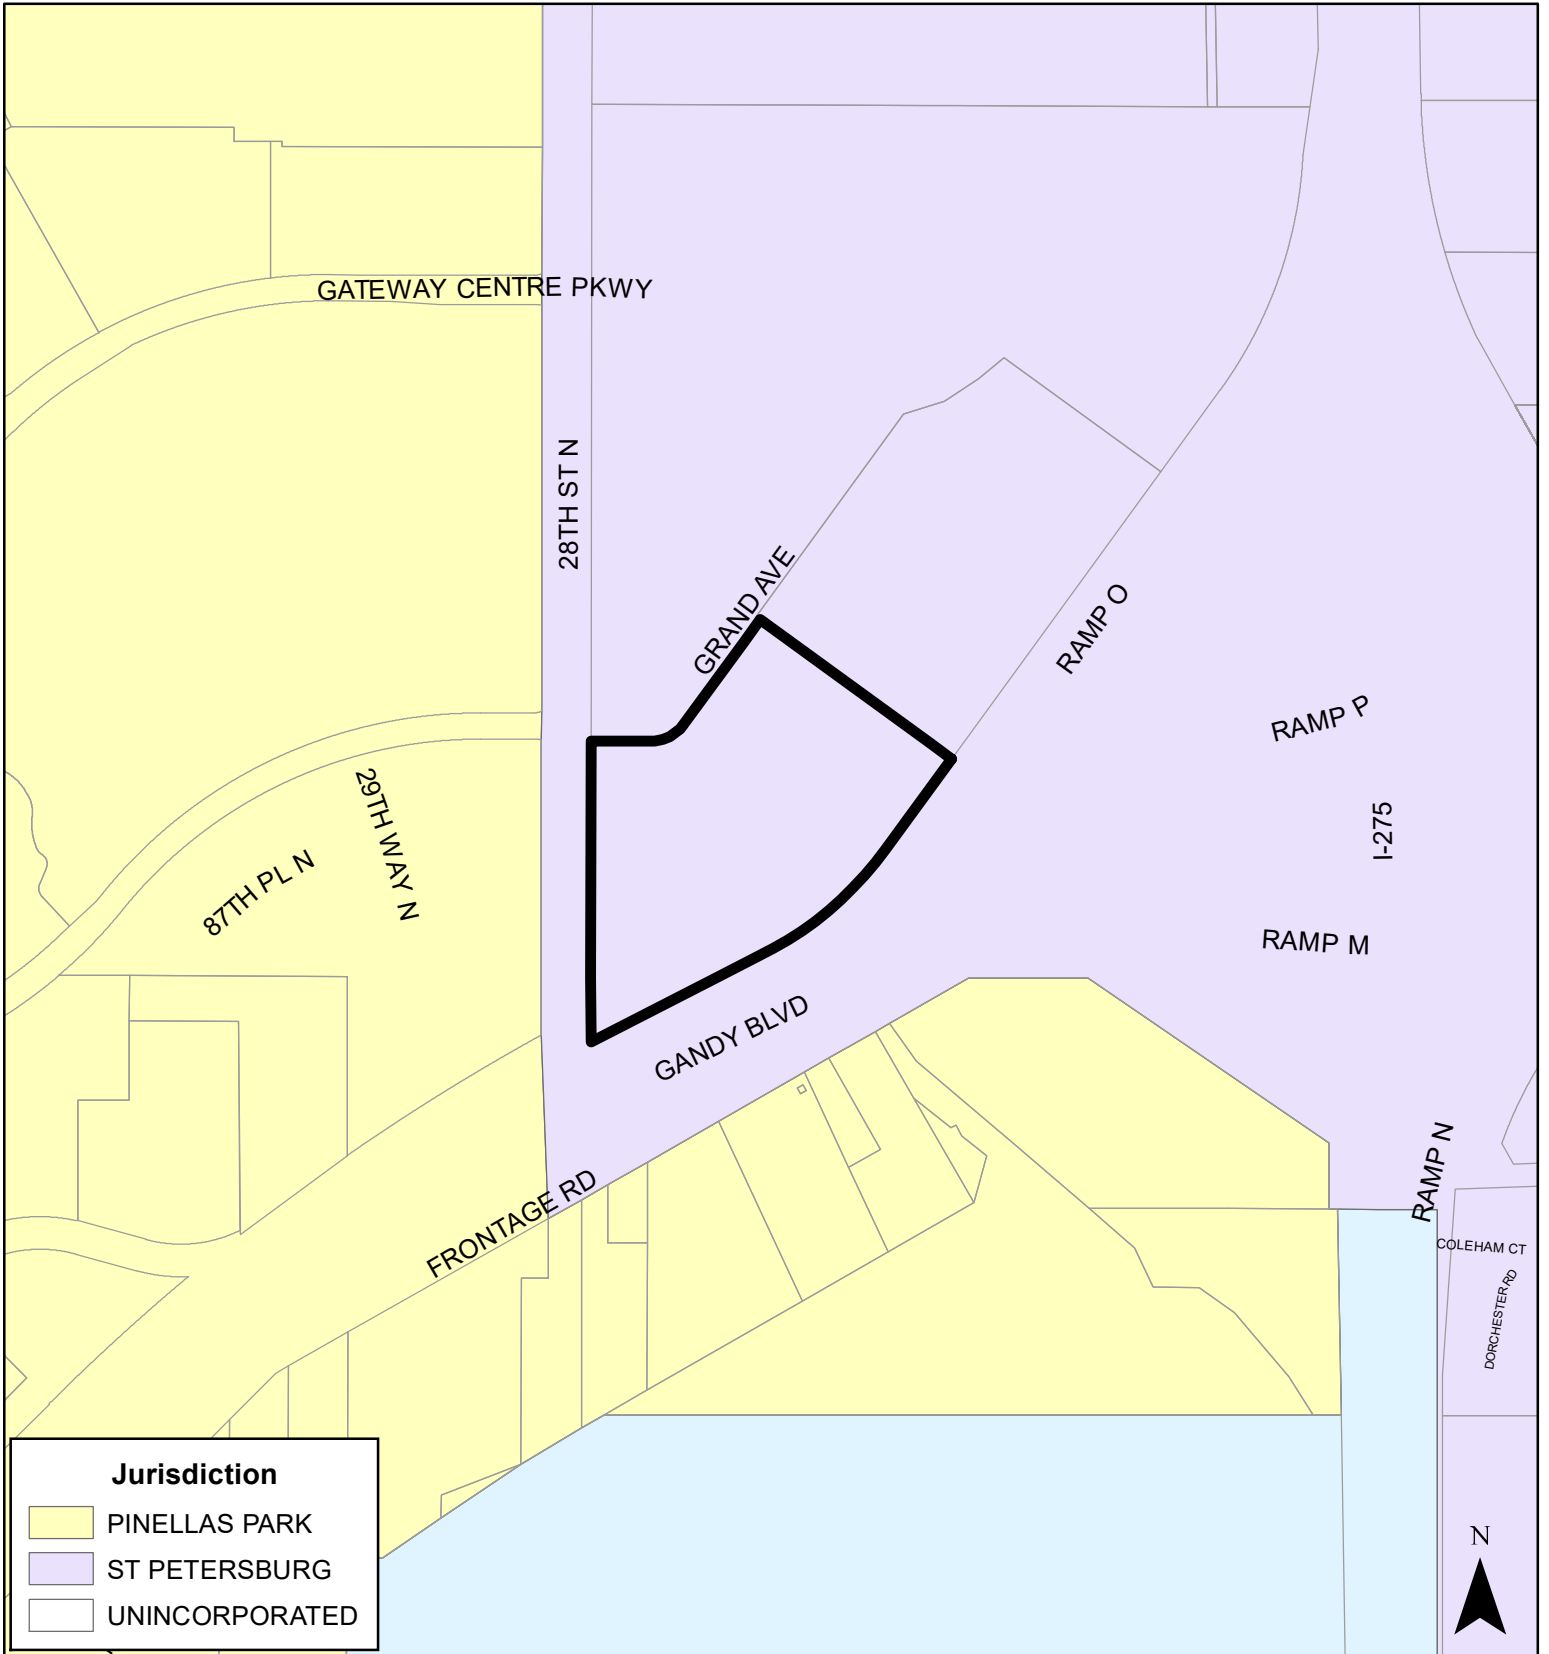 GATEWAY CENTRE PKWY
28TH ST N
GRAND AVE
RAMP O
RAMP P
I-275
29TH WAY N
87TH PL N
RAMP M
GANDY BLVD
RAMP N
FRONTAGE RD
COLEHAM CT
DORCHESTER RD
Jurisdiction
PINELLAS PARK
ST PETERSBURG
UNINCORPORATED
N